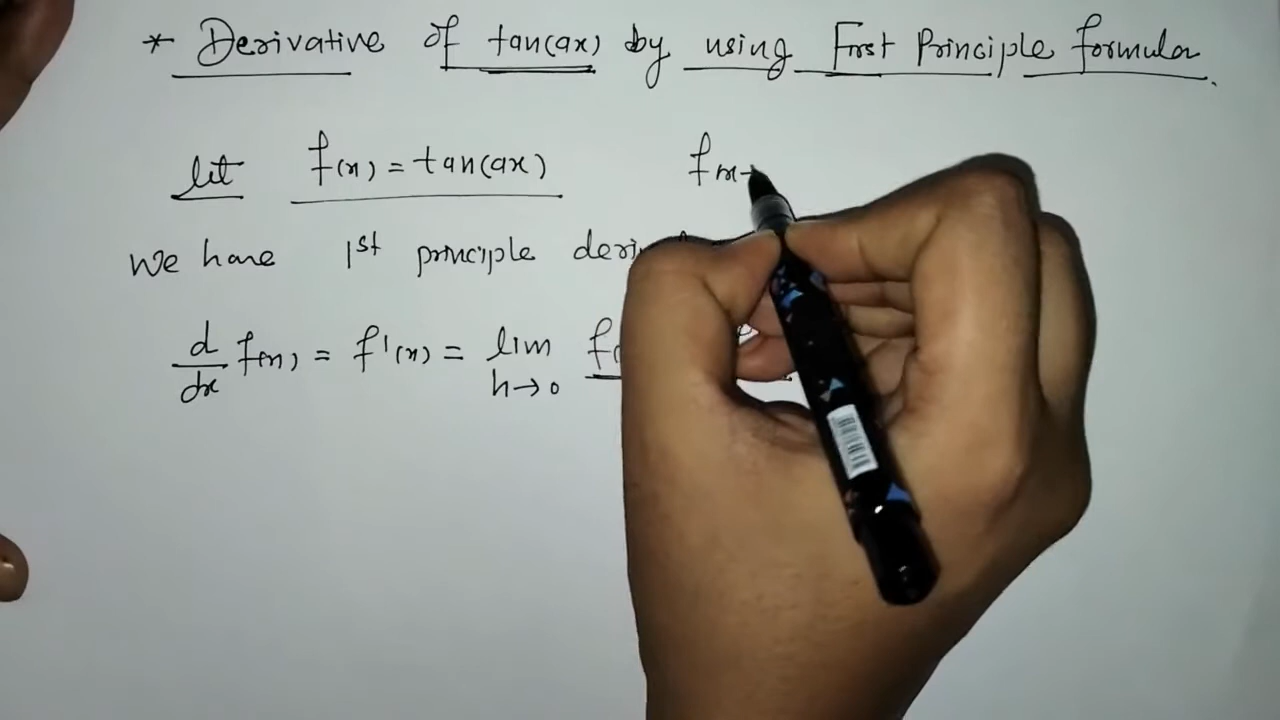 * Derivative of tan(ax) by using First Principle formula.
let f(x) = tan(ax) f(x+
We have 1st principle
d/dx f(x) = f'(x) = lim h→0